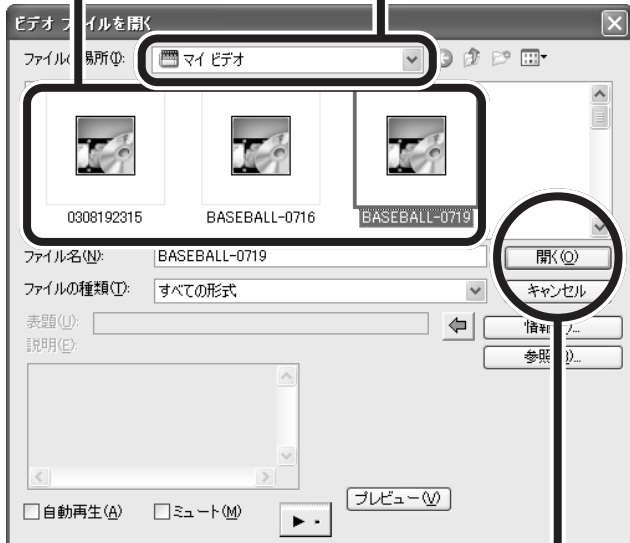 ビデオ ファイルを開く
ファイルの場所(I):
マイ ビデオ
0308192315
BASEBALL-0716
BASEBALL-0719
ファイル名(N):
BASEBALL-0719
開く(O)
ファイルの種類(T):
すべての形式
キャンセル
表題(U):
説明(E):
参照
自動再生(A)
ミュート(M)
プレビュー(V)